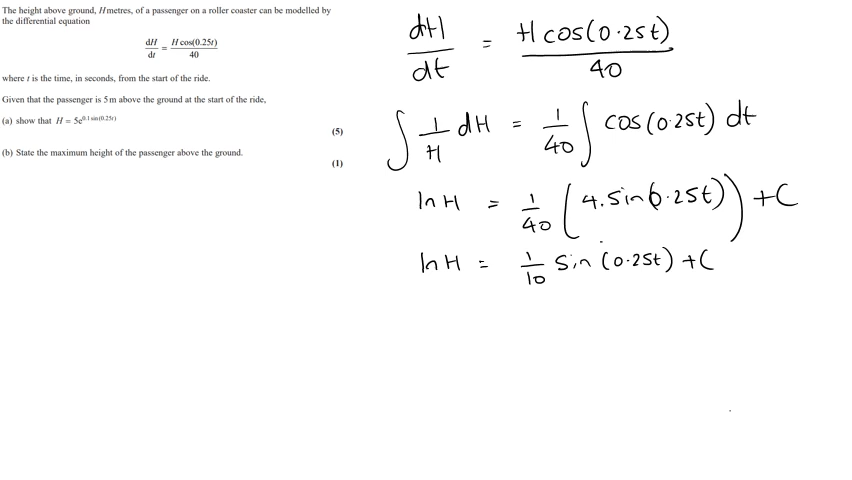 The height above ground, H metres, of a passenger on a roller coaster can be modelled by
the differential equation
dH/dt = H cos(0.25t)/40
where t is the time, in seconds, from the start of the ride.
Given that the passenger is 5 m above the ground at the start of the ride,
(a) show that H = 5e^0.1 sin(0.25t)
(5)
(b) State the maximum height of the passenger above the ground.
(1)
dH/dt = H cos(0.25t)/40
∫ 1/H dH = 1/40 ∫ cos(0.25t) dt
ln H = 1/40 (4.sin(0.25t)) + C
ln H = 1/10 sin(0.25t) + C